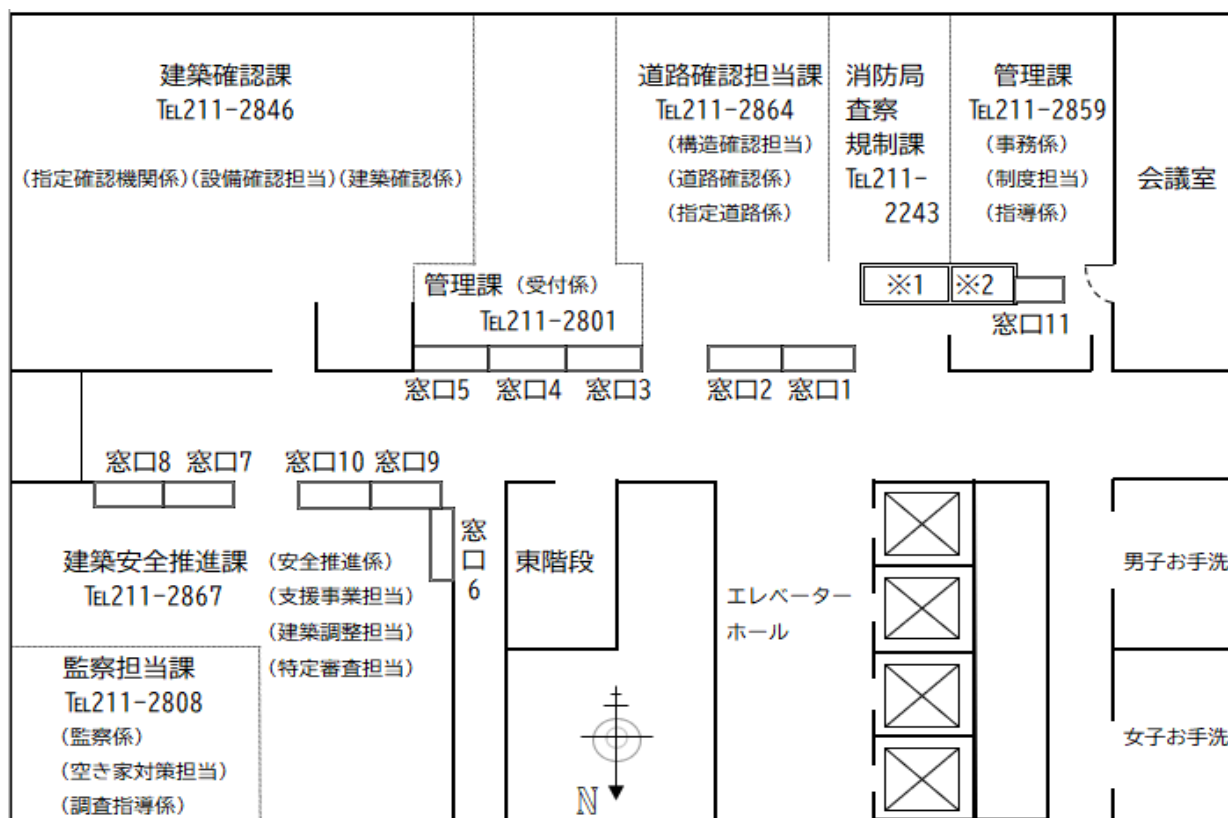 建築確認課
℡211-2846
(指定確認機関係)(設備確認担当)(建築確認係)
道路確認担当課
℡211-2864
(構造確認担当)
(道路確認係)
(指定道路係)
消防局
査察
規制課
℡211-
2243
管理課
℡211-2859
(事務係)
(制度担当)
(指導係)
会議室
管理課(受付係)
℡211-2801
※1
※2
窓口11
窓口5
窓口4
窓口3
窓口2
窓口1
窓口8
窓口7
窓口10
窓口9
窓
口
6
建築安全推進課
℡211-2867
(安全推進係)
(支援事業担当)
(建築調整担当)
(特定審査担当)
監察担当課
℡211-2808
(監察係)
(空き家対策担当)
(調査指導係)
東階段
エレベーター
ホール
N
男子お手洗
女子お手洗